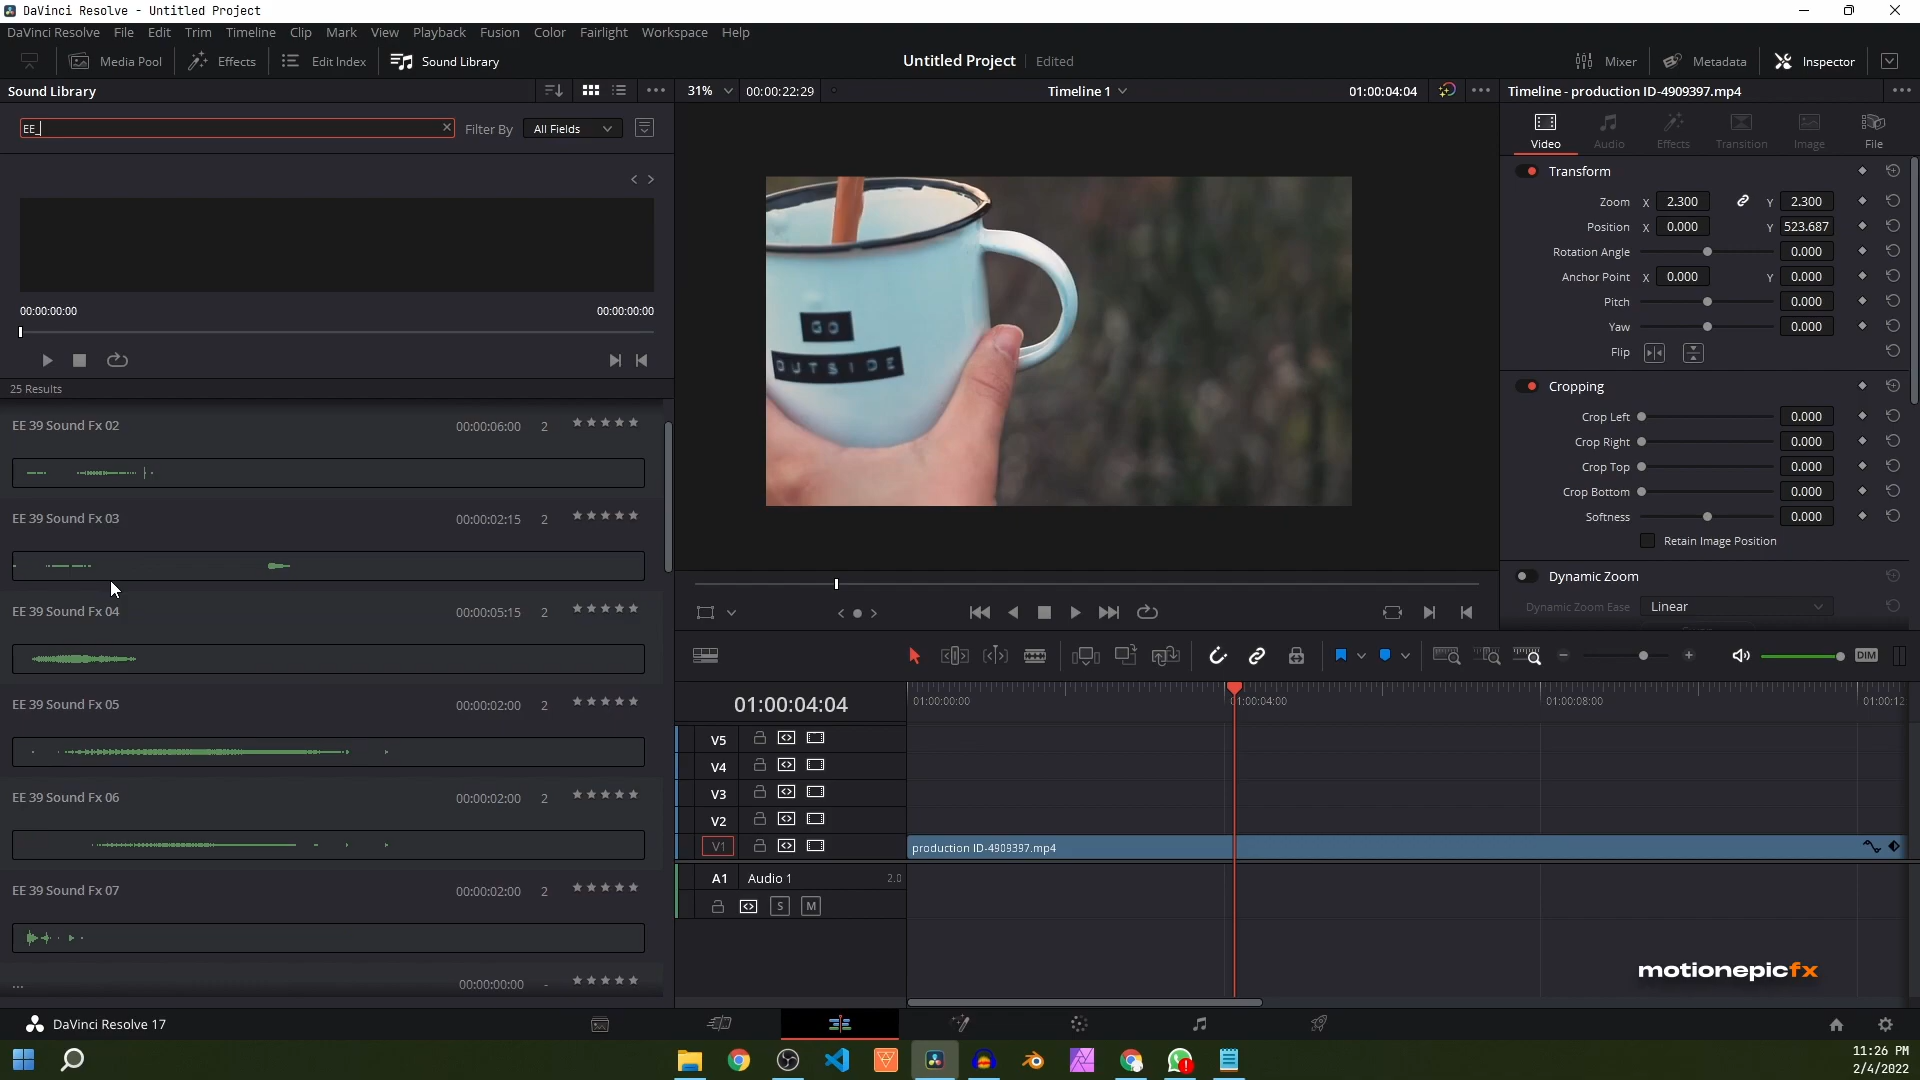 DaVinci Resolve - Untitled Project
DaVinci Resolve File Edit Trim Timeline Clip Mark View Playback Fusion Color Fairlight Workspace Help
Media Pool Effects Edit Index Sound Library Untitled Project Edited Mixer Metadata Inspector
Sound Library 31% 00:00:22:29 Timeline 1 01:00:04:04 Timeline - production ID-4909397.mp4
EE_ Filter By All Fields
Video Audio Effects Transition Image File
Transform
Zoom X 2.300 Y 2.300
Position X 0.000 Y 523.687
Rotation Angle 0.000
Anchor Point X 0.000 Y 0.000
Pitch 0.000
Yaw 0.000
Flip
Cropping
Crop Left 0.000
Crop Right 0.000
Crop Top 0.000
Crop Bottom 0.000
Softness 0.000
Retain Image Position
Dynamic Zoom
Dynamic Zoom Ease Linear
00:00:00:00 00:00:00:00
25 Results
EE 39 Sound Fx 02 00:00:06:00 2
EE 39 Sound Fx 03 00:00:02:15 2
EE 39 Sound Fx 04 00:00:05:15 2
EE 39 Sound Fx 05 00:00:02:00 2
EE 39 Sound Fx 06 00:00:02:00 2
EE 39 Sound Fx 07 00:00:02:00 2
... 00:00:00:00 -
GO
OUTSIDE
DIM
01:00:04:04 01:00:00:00 01:00:04:00 01:00:08:00 01:00:12
V5
V4
V3
V2
V1 production ID-4909397.mp4
A1 Audio 1 2.0
S M
motionepicfx
DaVinci Resolve 17
11:26 PM
2/4/2022